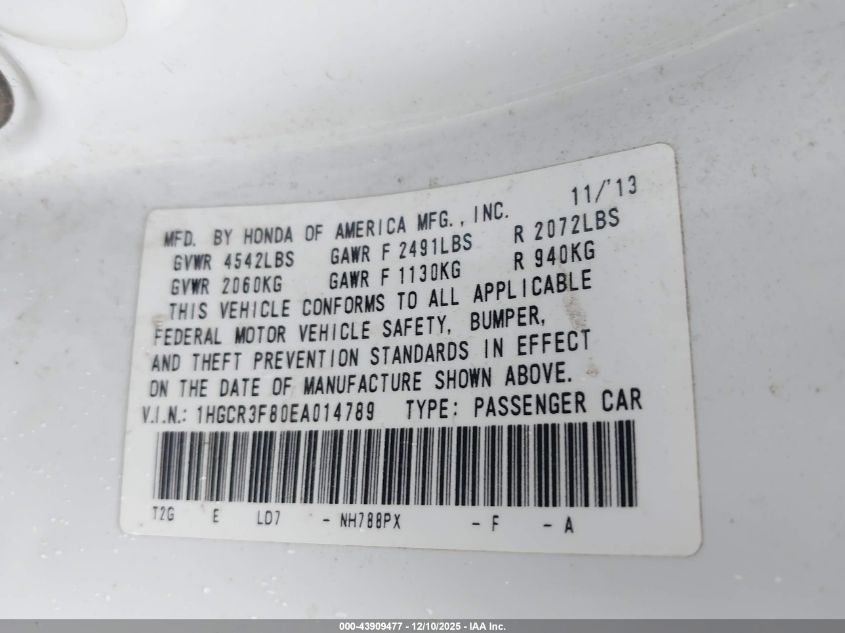 11/'13
MFD. BY HONDA OF AMERICA MFG., INC.
GVWR 4542LBS GAWR F 2491LBS R 2072LBS
GVWR 2060KG GAWR F 1130KG R 940KG
THIS VEHICLE CONFORMS TO ALL APPLICABLE
FEDERAL MOTOR VEHICLE SAFETY, BUMPER,
AND THEFT PREVENTION STANDARDS IN EFFECT
ON THE DATE OF MANUFACTURE SHOWN ABOVE.
V.I.N.: 1HGCR3F80EA014789 TYPE: PASSENGER CAR
T2G E LD7 - NH788PX - F - A
000-43909477 - 12/10/2025 - IAA Inc.